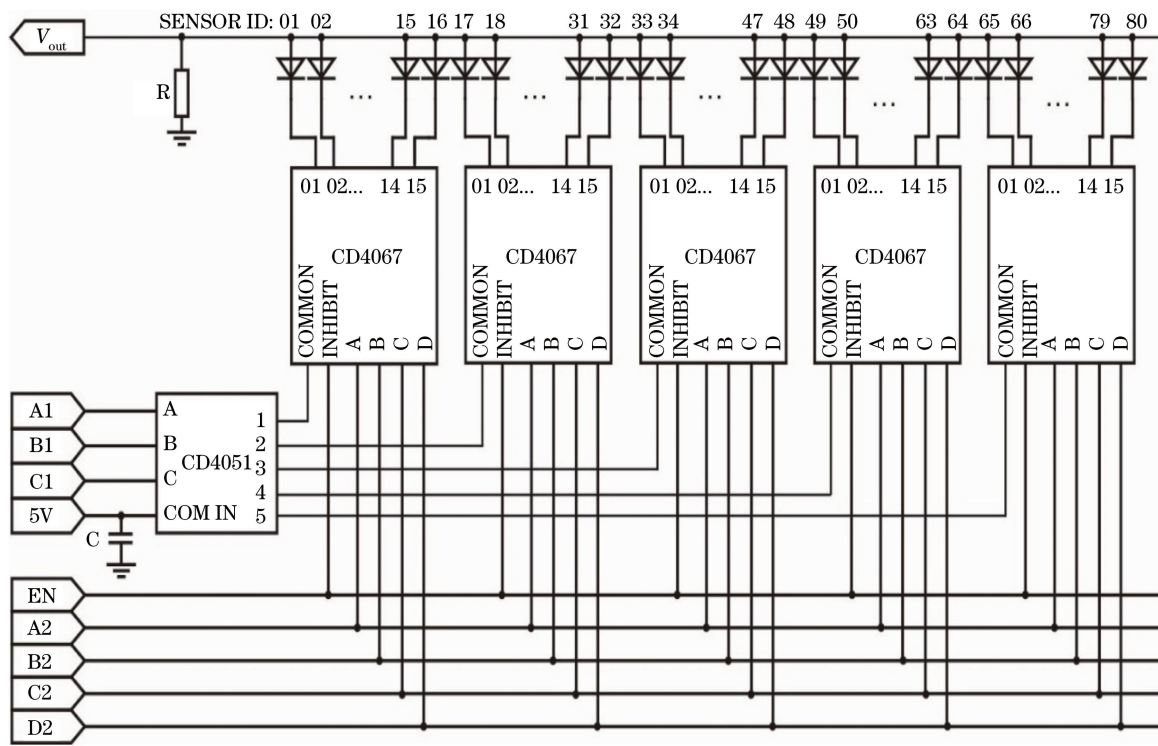 SENSOR ID: 01 02 15 16 17 18 31 32 33 34 47 48 49 50 63 64 65 66 79 80
Vout
R
... ... ... ... ...
01 02... 14 15 01 02... 14 15 01 02... 14 15 01 02... 14 15 01 02... 14 15
CD4067 CD4067 CD4067 CD4067
COMMON INHIBIT A B C D COMMON INHIBIT A B C D COMMON INHIBIT A B C D COMMON INHIBIT A B C D COMMON INHIBIT A B C D
A1 A 1
B1 B 2
CD4051 3
C1 C 4
5V COM IN 5
C
EN
A2
B2
C2
D2